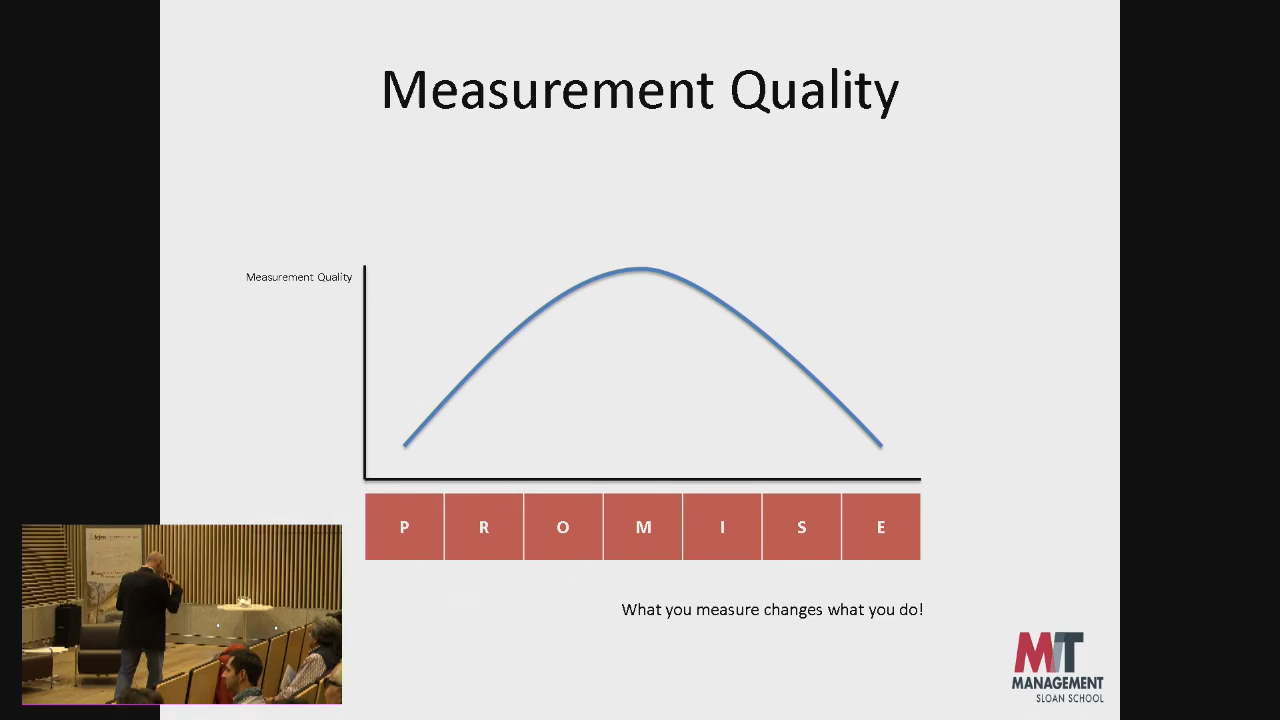 Measurement Quality
Measurement Quality
P R O M I S E
What you measure changes what you do!
MIT
MANAGEMENT
SLOAN SCHOOL